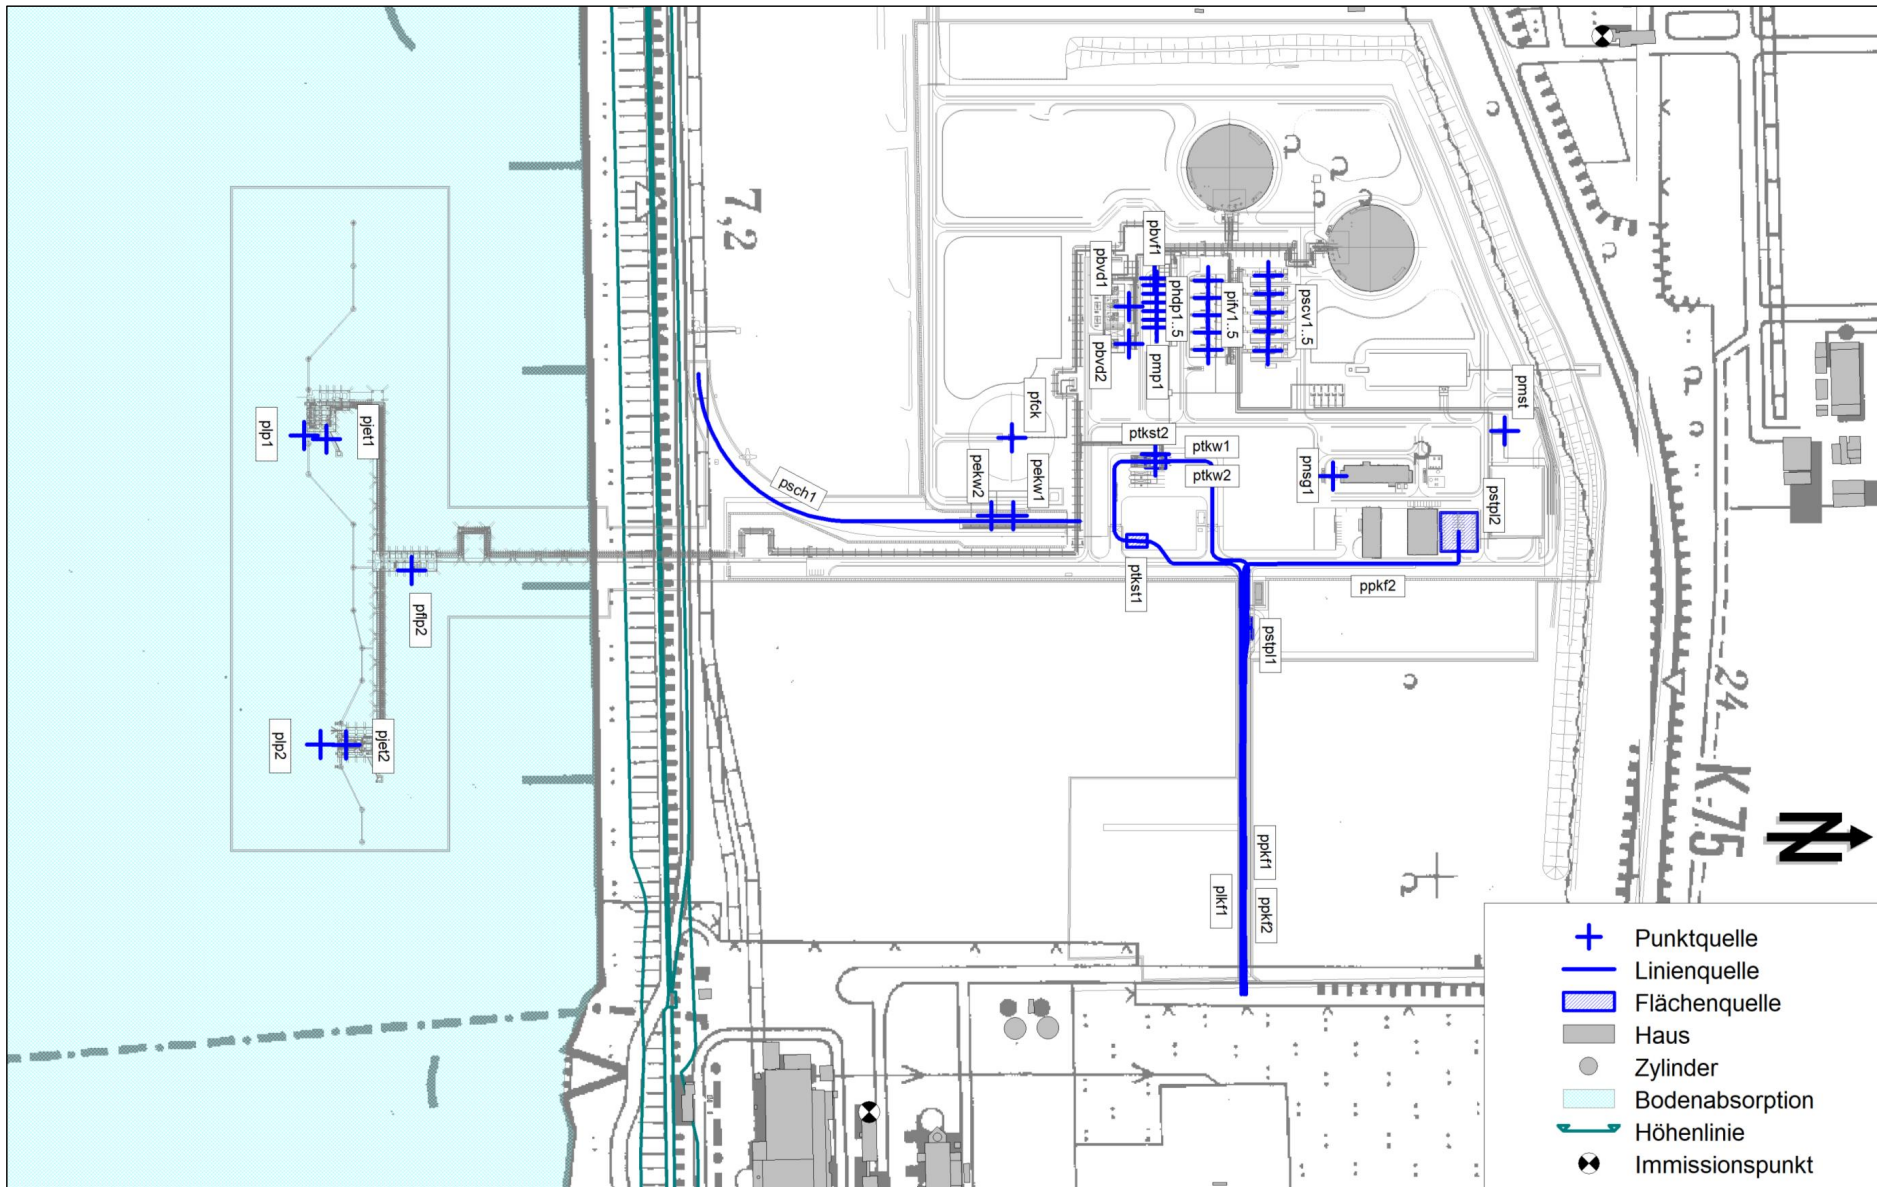 7,2
pbvf1
pbvd1
phdp1..5
pifv1..5
pscv1..5
pbvd2
pmp1
pmst
plp1
pjet1
pfck
ptkst2
ptkw1
ptkw2
pekw2
pekw1
psch1
pnsg1
pstpl2
pflp2
ptkst1
ppkf2
pstpl1
plp2
pjet2
24
K.75
N
ppkf1
plkf1
ppkf2
Punktquelle
Linienquelle
Flächenquelle
Haus
Zylinder
Bodenabsorption
Höhenlinie
Immissionspunkt